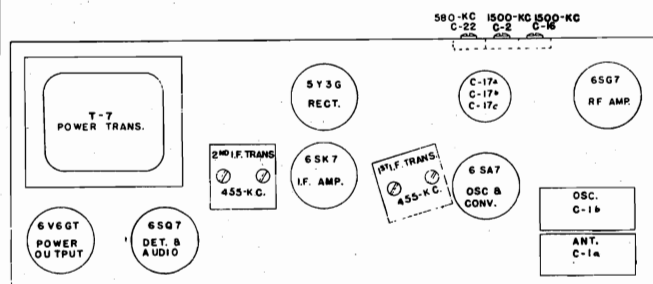 580-KC 1500-KC 1500-KC
C-22 C-2 C-16
T-7
POWER TRANS.
5Y3G
RECT.
C-17a
C-17b
C-17c
6SG7
RF AMP.
2ND I.F. TRANS
455-K.C.
6SK7
I.F. AMP.
1ST I.F. TRANS
455-K.C.
6SA7
OSC &
CONV.
OSC.
C-1b
ANT.
C-1a
6V6GT
POWER
OUTPUT
6SQ7
DET. &
AUDIO